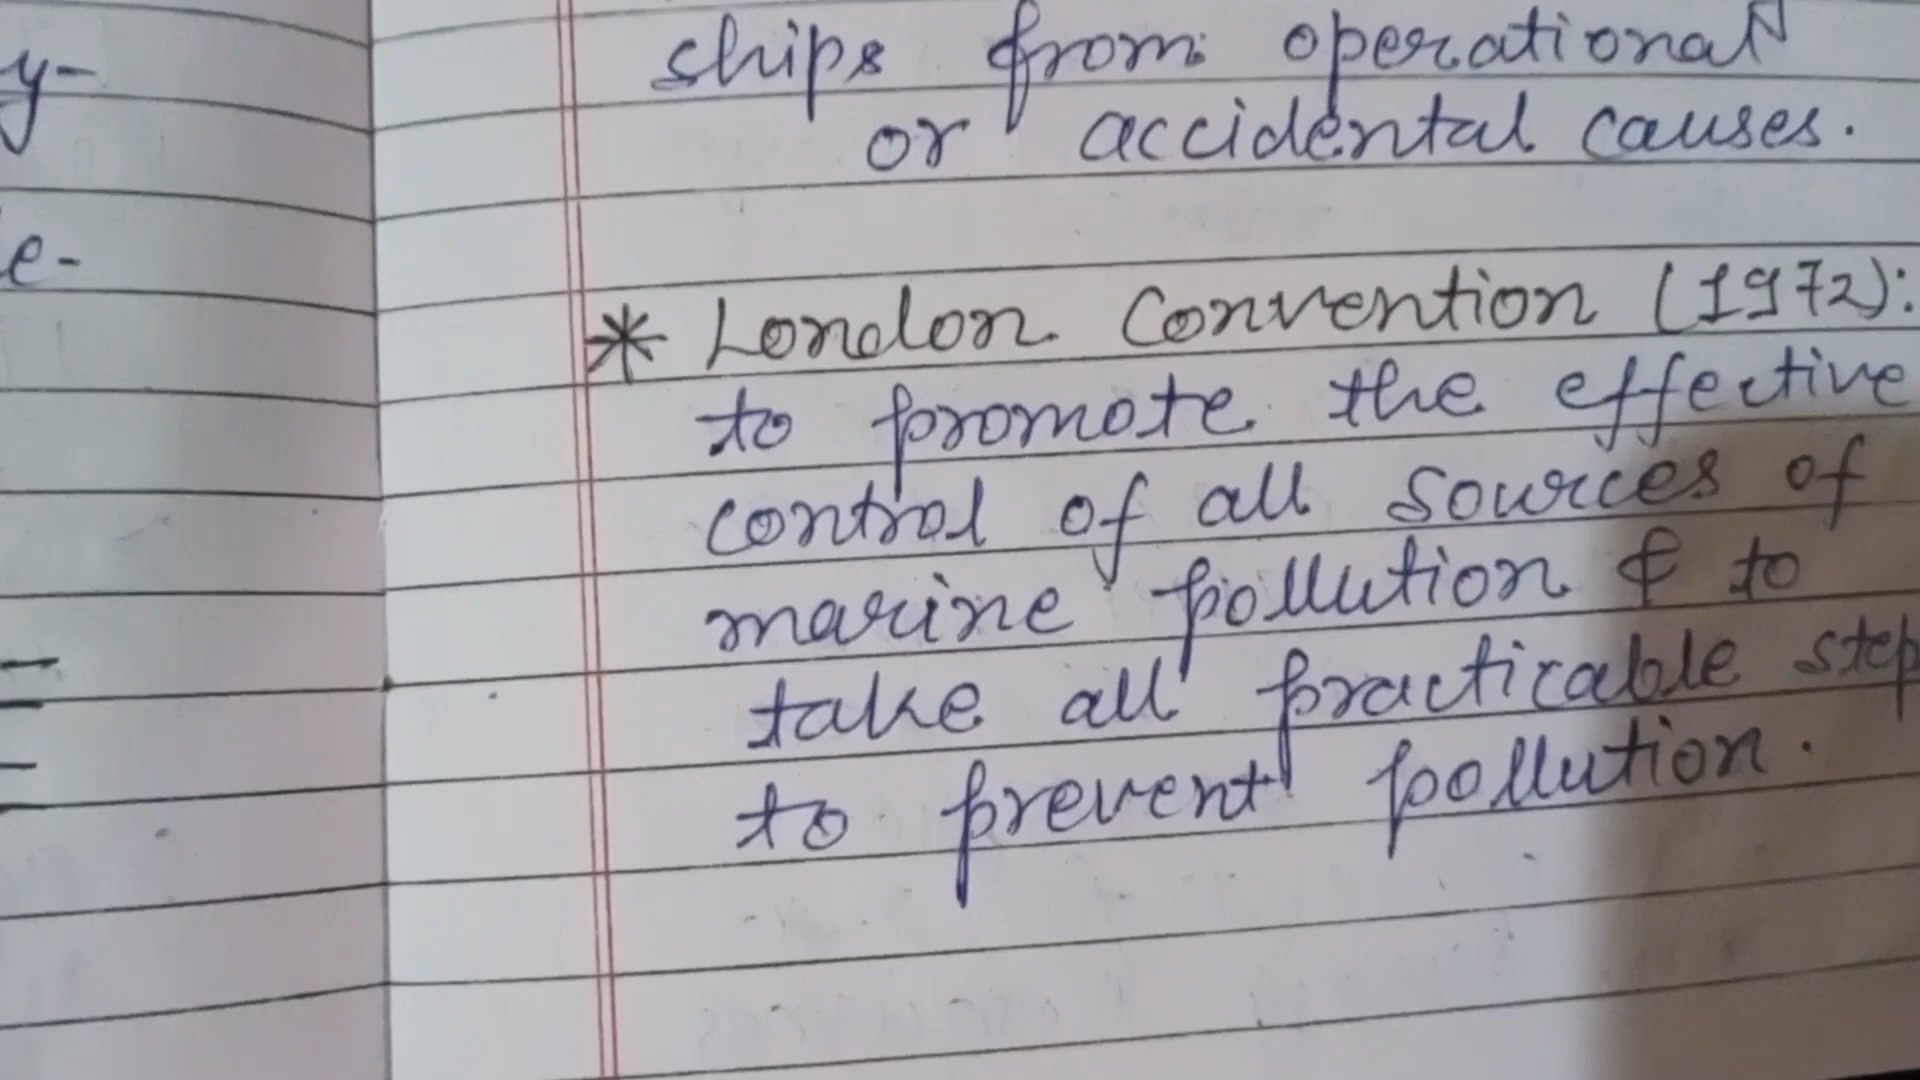 y-
e-
ships from operational
or accidental causes.
* London Convention (1972):
to promote the effective
control of all sources of
marine pollution & to
take all practicable step
to prevent pollution.